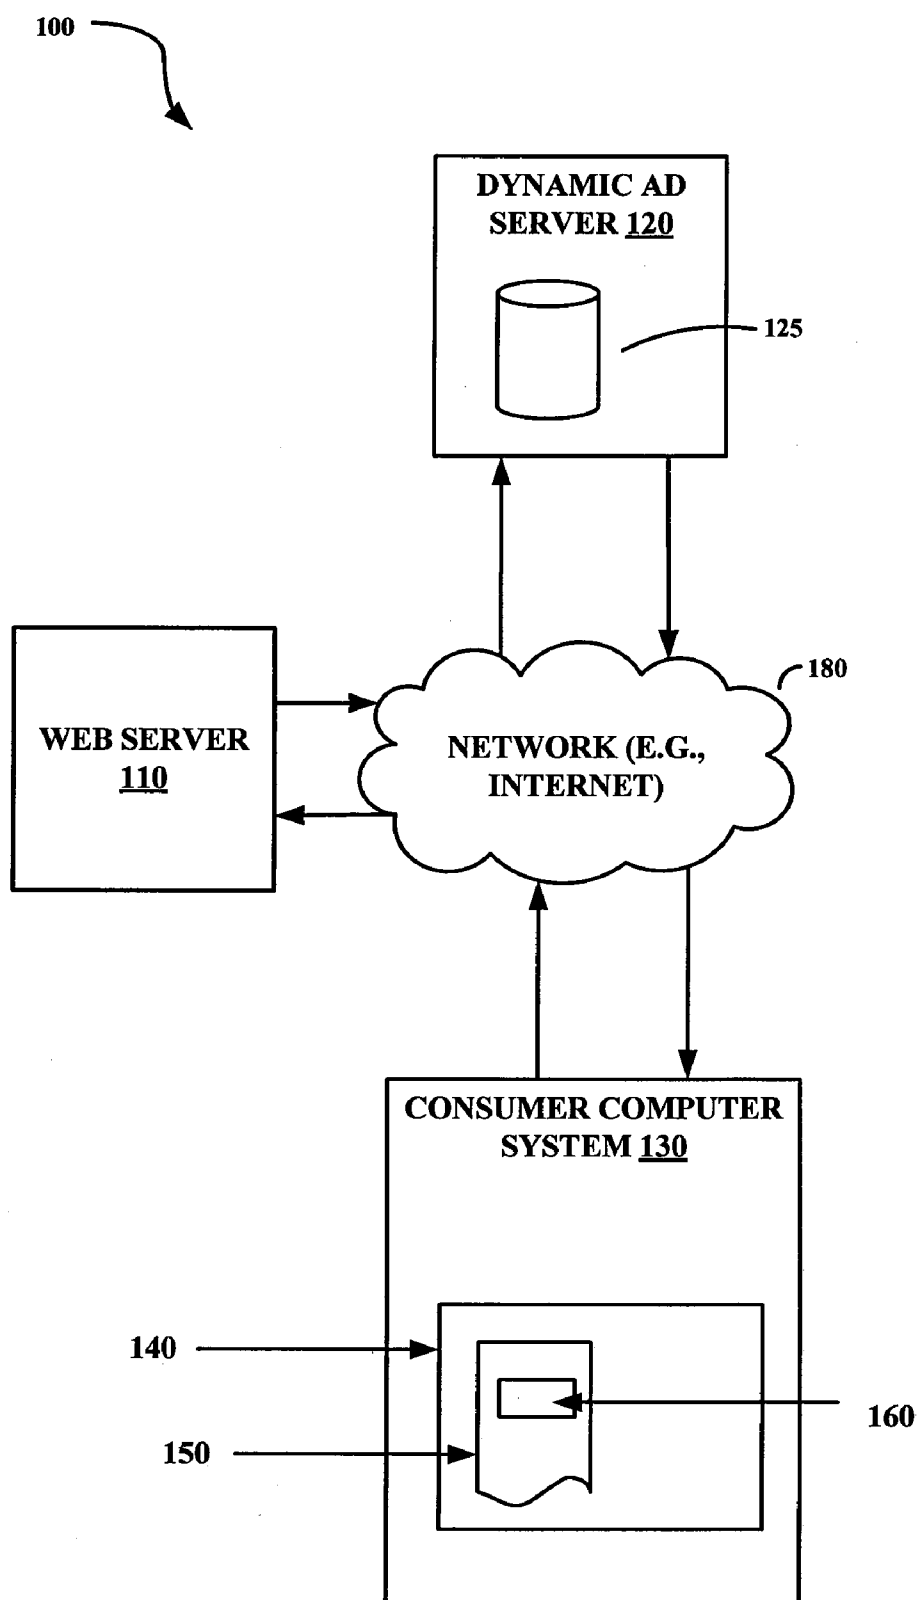 100
DYNAMIC AD
SERVER 120
125
180
WEB SERVER
110
NETWORK (E.G.,
INTERNET)
CONSUMER COMPUTER
SYSTEM 130
140
160
150